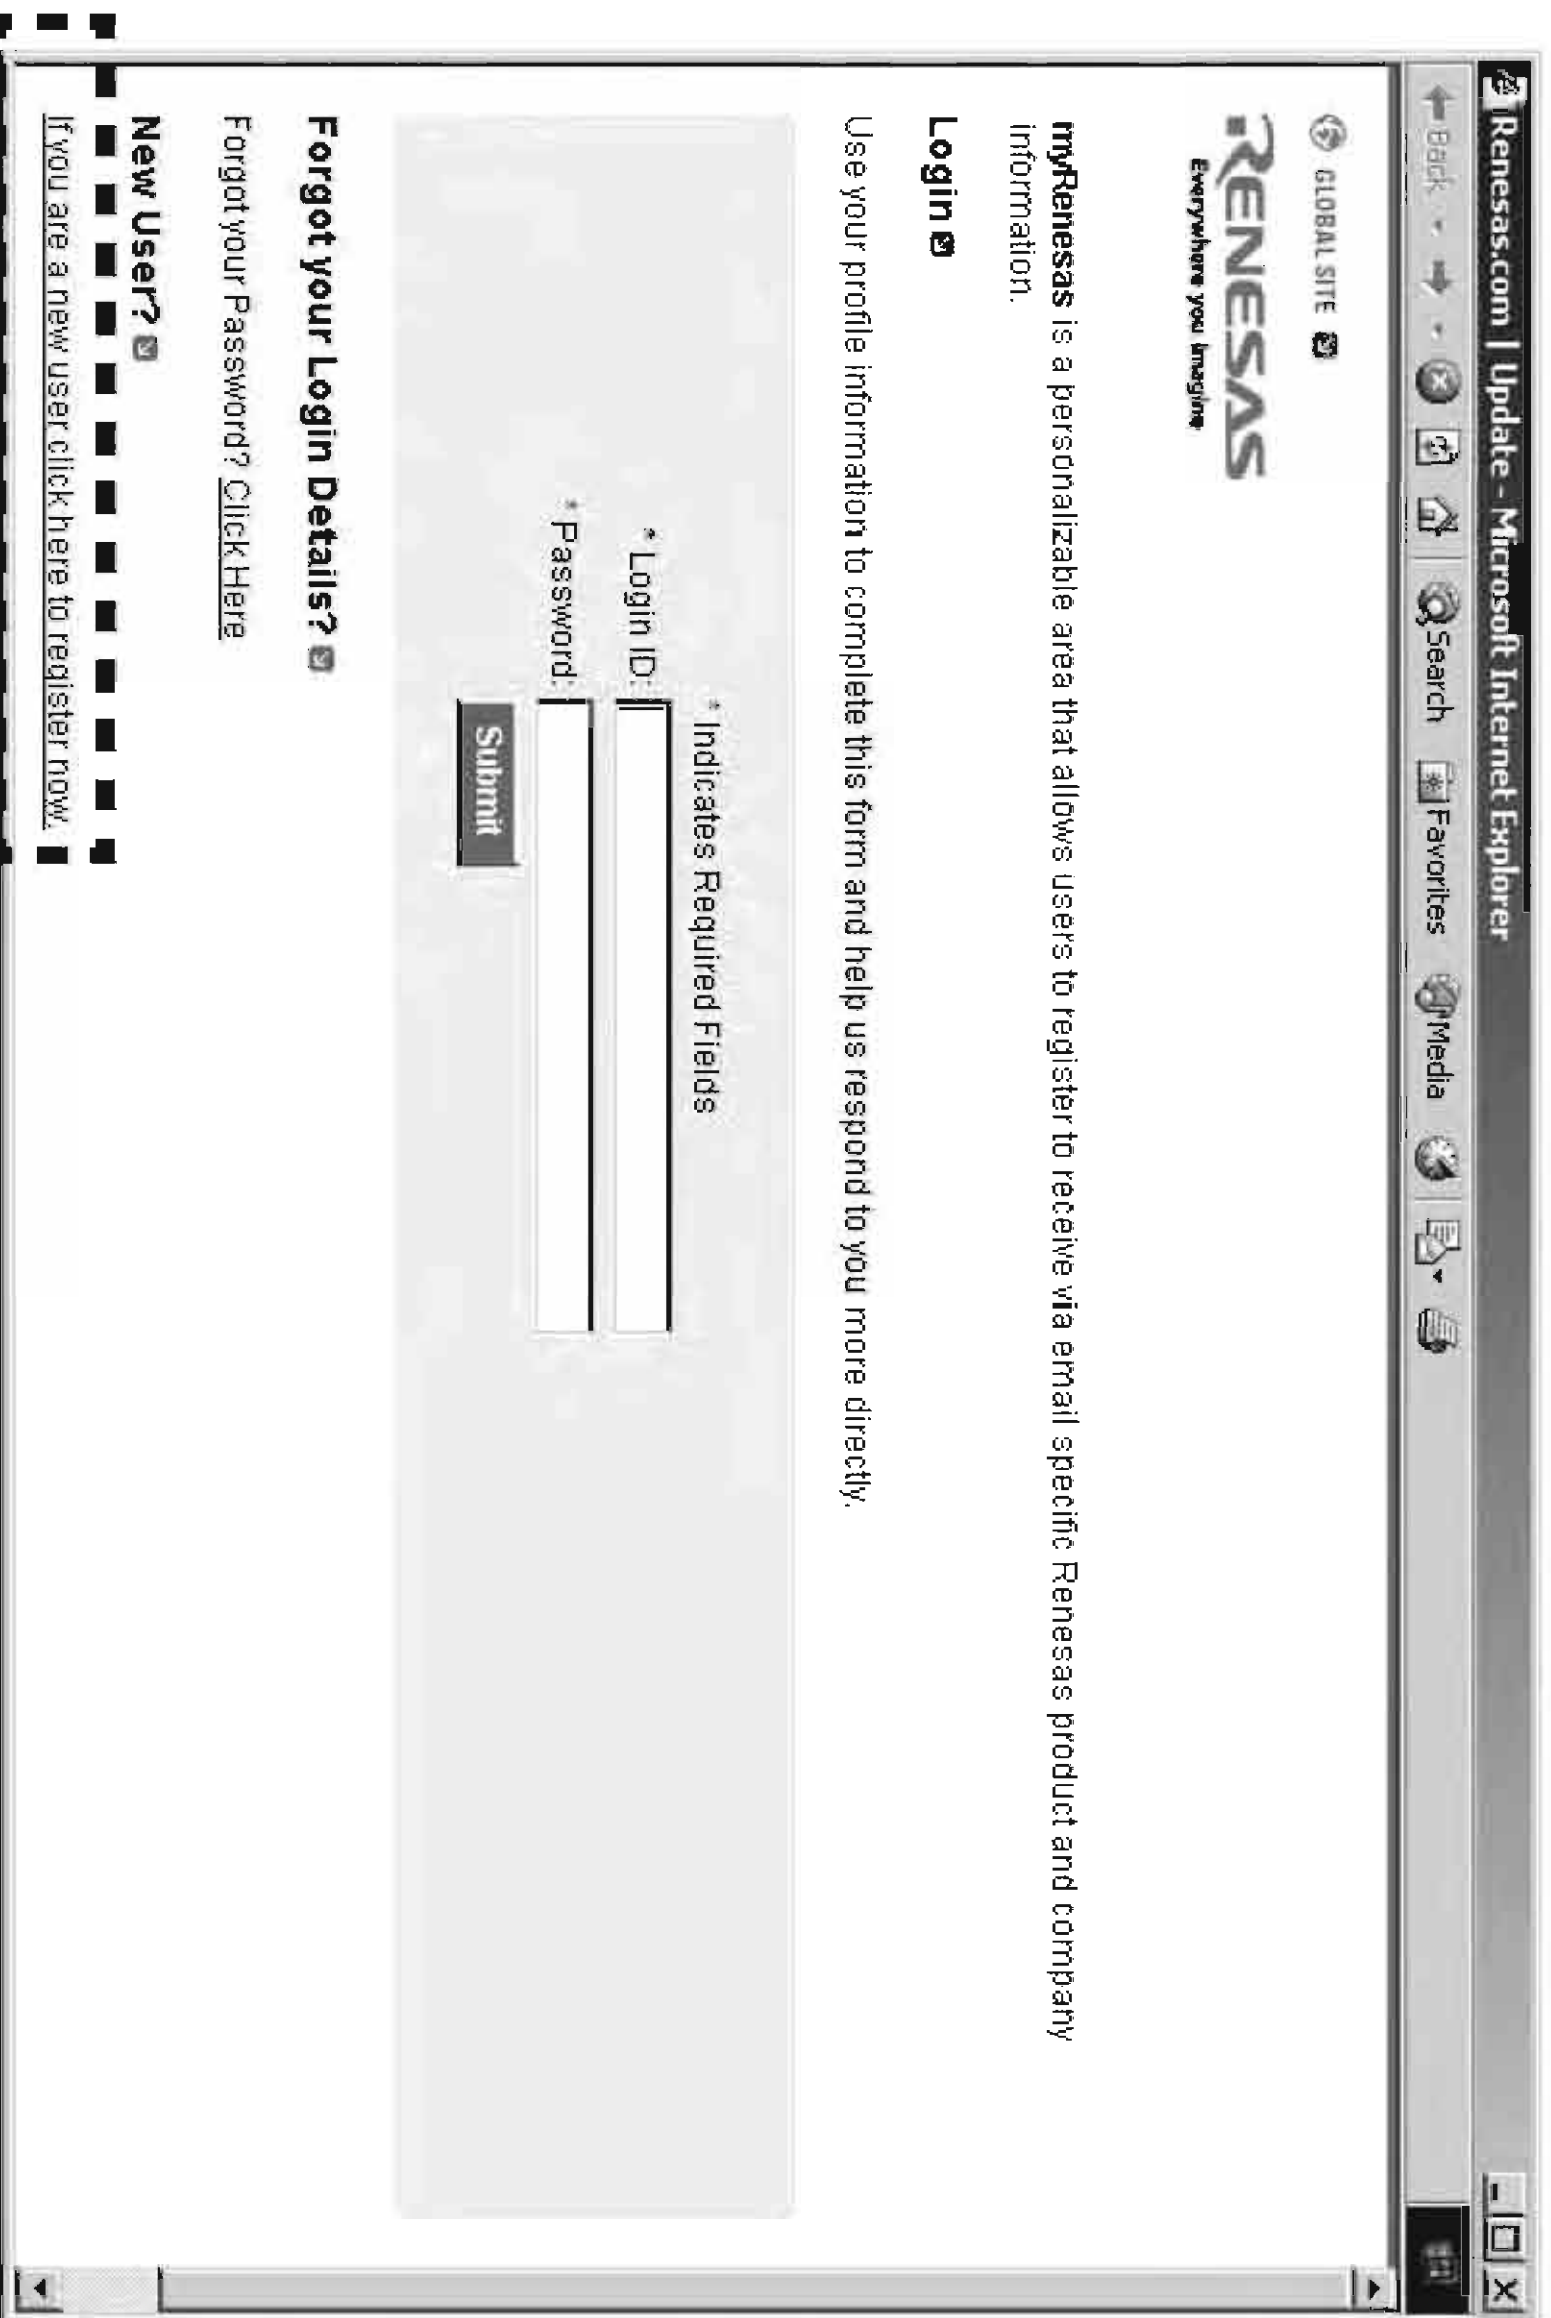 Renesas.com | Update - Microsoft Internet Explorer
Back Search Favorites Media
GLOBAL SITE
RENESAS
Everywhere you imagine
myRenesas is a personalizable area that allows users to register to receive via email specific Renesas product and company
information.
Login
Use your profile information to complete this form and help us respond to you more directly.
* Indicates Required Fields
* Login ID:
* Password:
Submit
Forgot your Login Details?
Forgot your Password? Click Here
New User?
If you are a new user click here to register now.